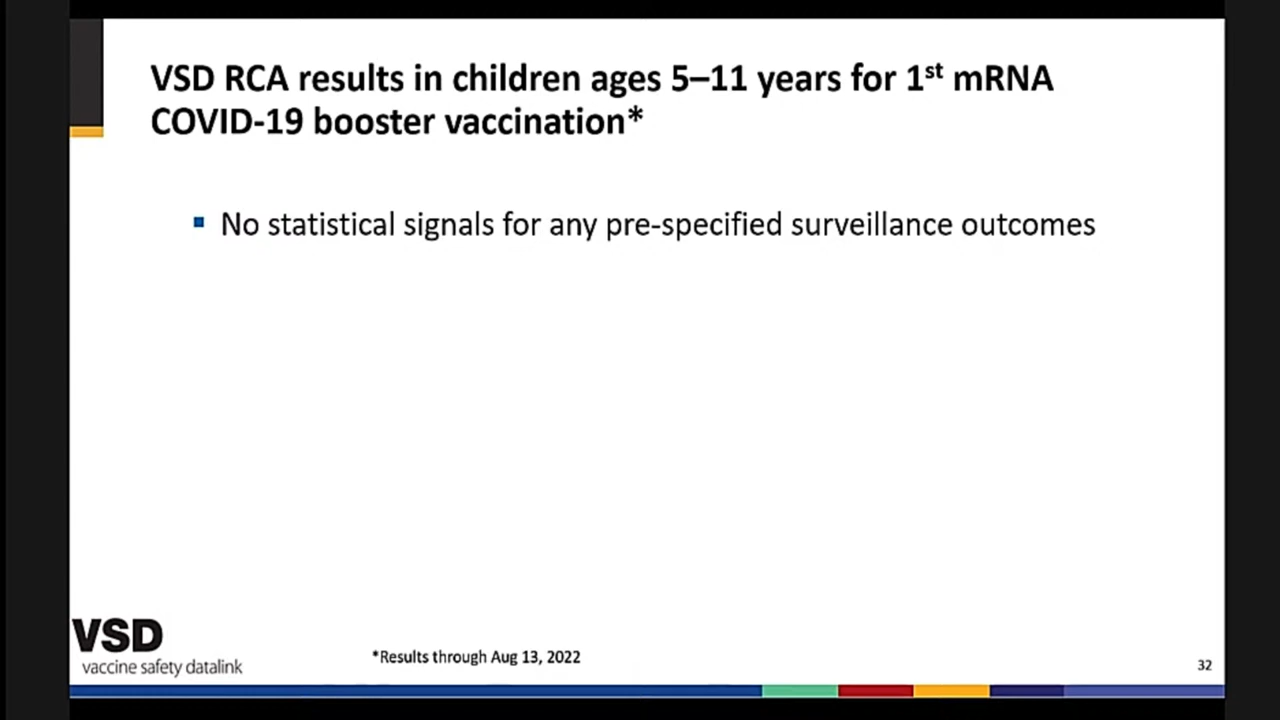 VSD RCA results in children ages 5–11 years for 1st mRNA
COVID-19 booster vaccination*
No statistical signals for any pre-specified surveillance outcomes
VSD
vaccine safety datalink
*Results through Aug 13, 2022
32